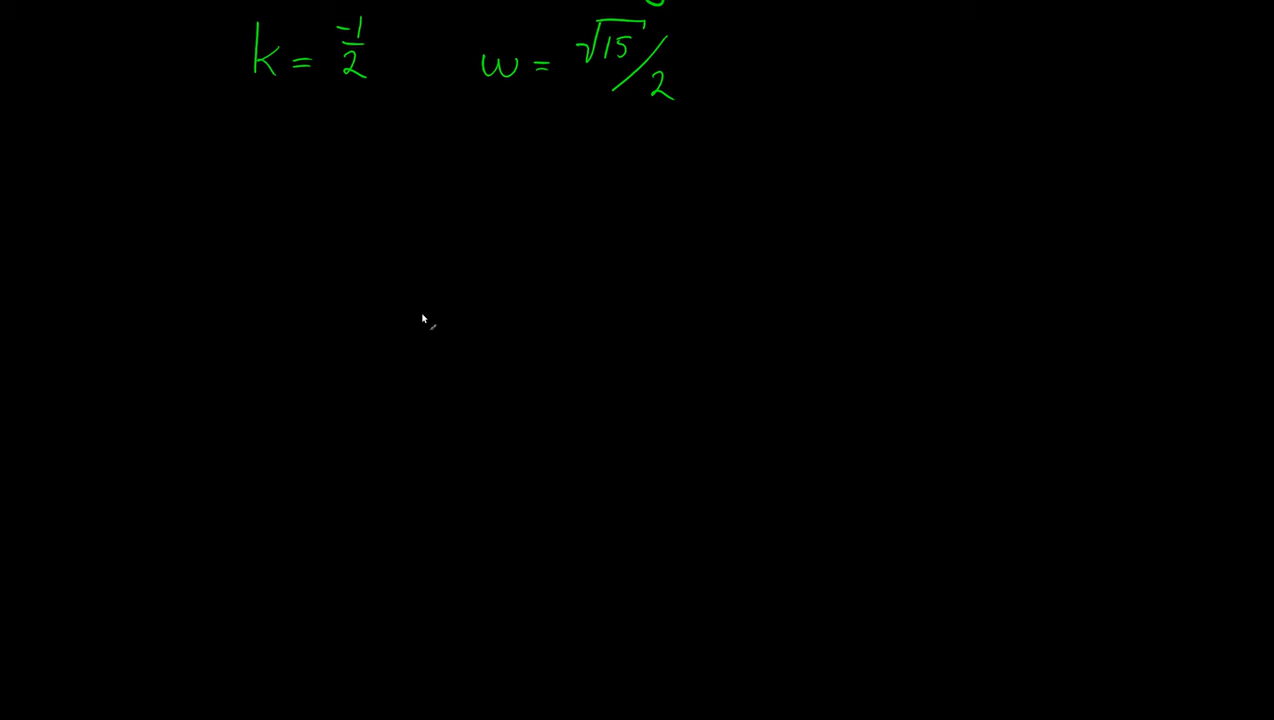 k = -1/2 w = √15/2